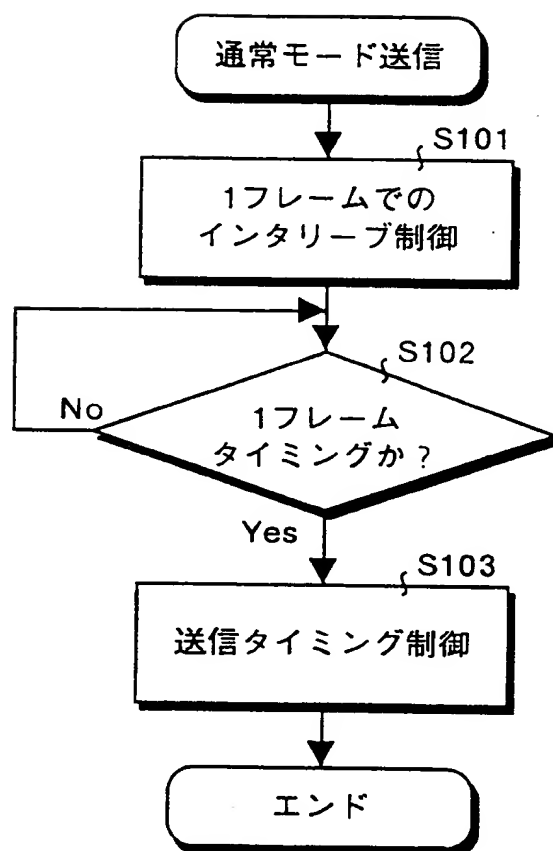 通常モード送信
S101
1フレームでの
インタリーブ制御
S102
No
1フレーム
タイミングか?
Yes
S103
送信タイミング制御
エンド